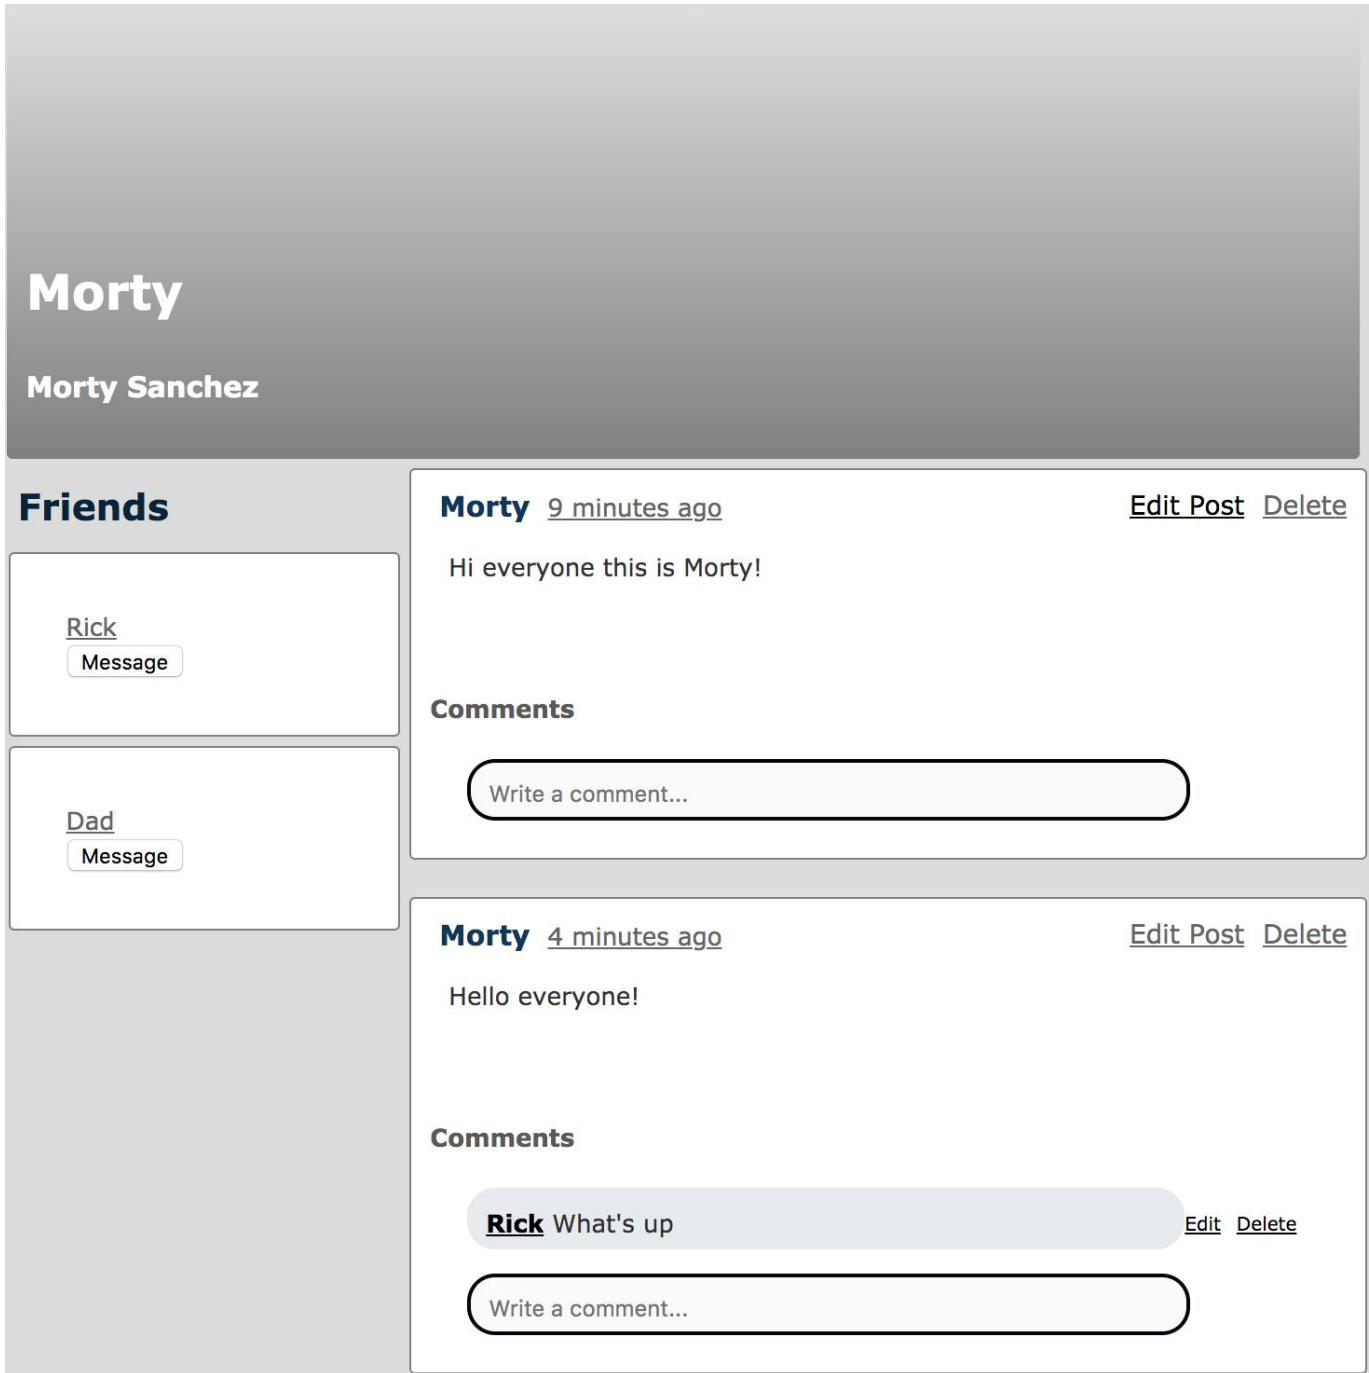 Morty
Morty Sanchez
Friends
Rick
Message
Dad
Message
Morty 9 minutes ago Edit Post Delete
Hi everyone this is Morty!
Comments
Write a comment...
Morty 4 minutes ago Edit Post Delete
Hello everyone!
Comments
Rick What's up Edit Delete
Write a comment...